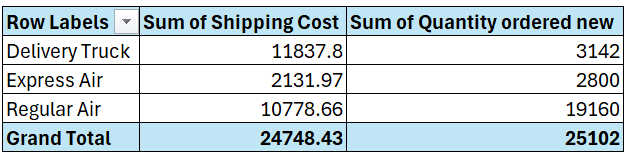 Row Labels Sum of Shipping Cost Sum of Quantity ordered new
Delivery Truck 11837.8 3142
Express Air 2131.97 2800
Regular Air 10778.66 19160
Grand Total 24748.43 25102